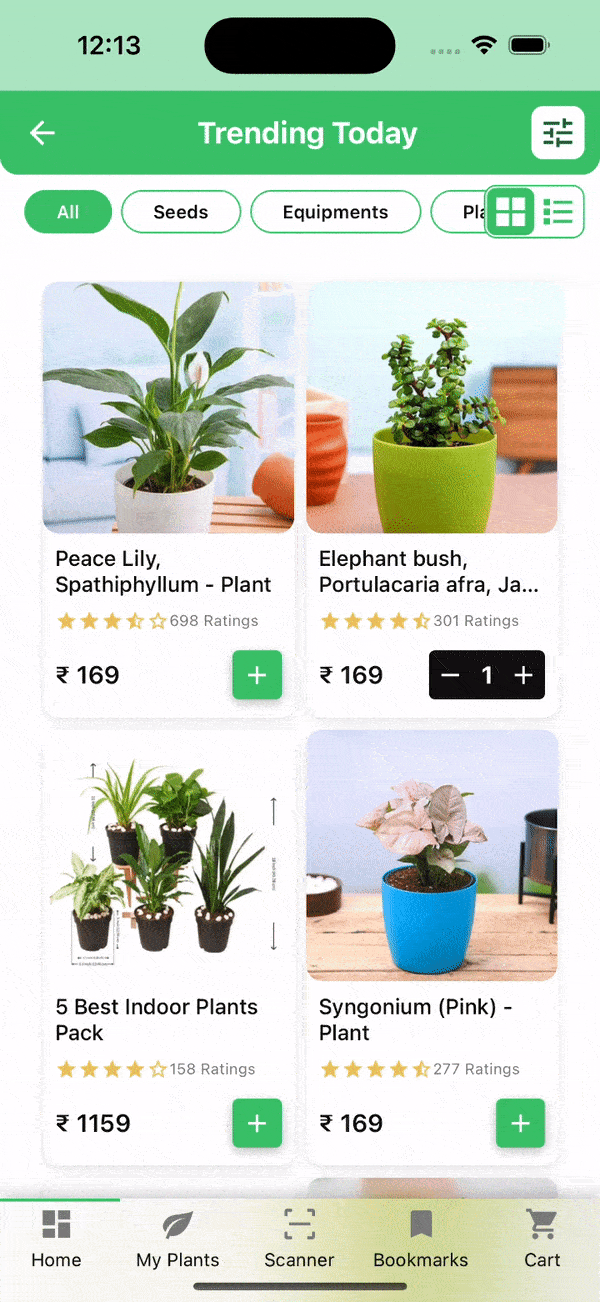 12:13
Trending Today
All
Seeds
Equipments
Pla
Peace Lily,
Spathiphyllum - Plant
698 Ratings
₹ 169
Elephant bush,
Portulacaria afra, Ja...
301 Ratings
₹ 169
1
5 Best Indoor Plants
Pack
158 Ratings
₹ 1159
Syngonium (Pink) -
Plant
277 Ratings
₹ 169
Home
My Plants
Scanner
Bookmarks
Cart